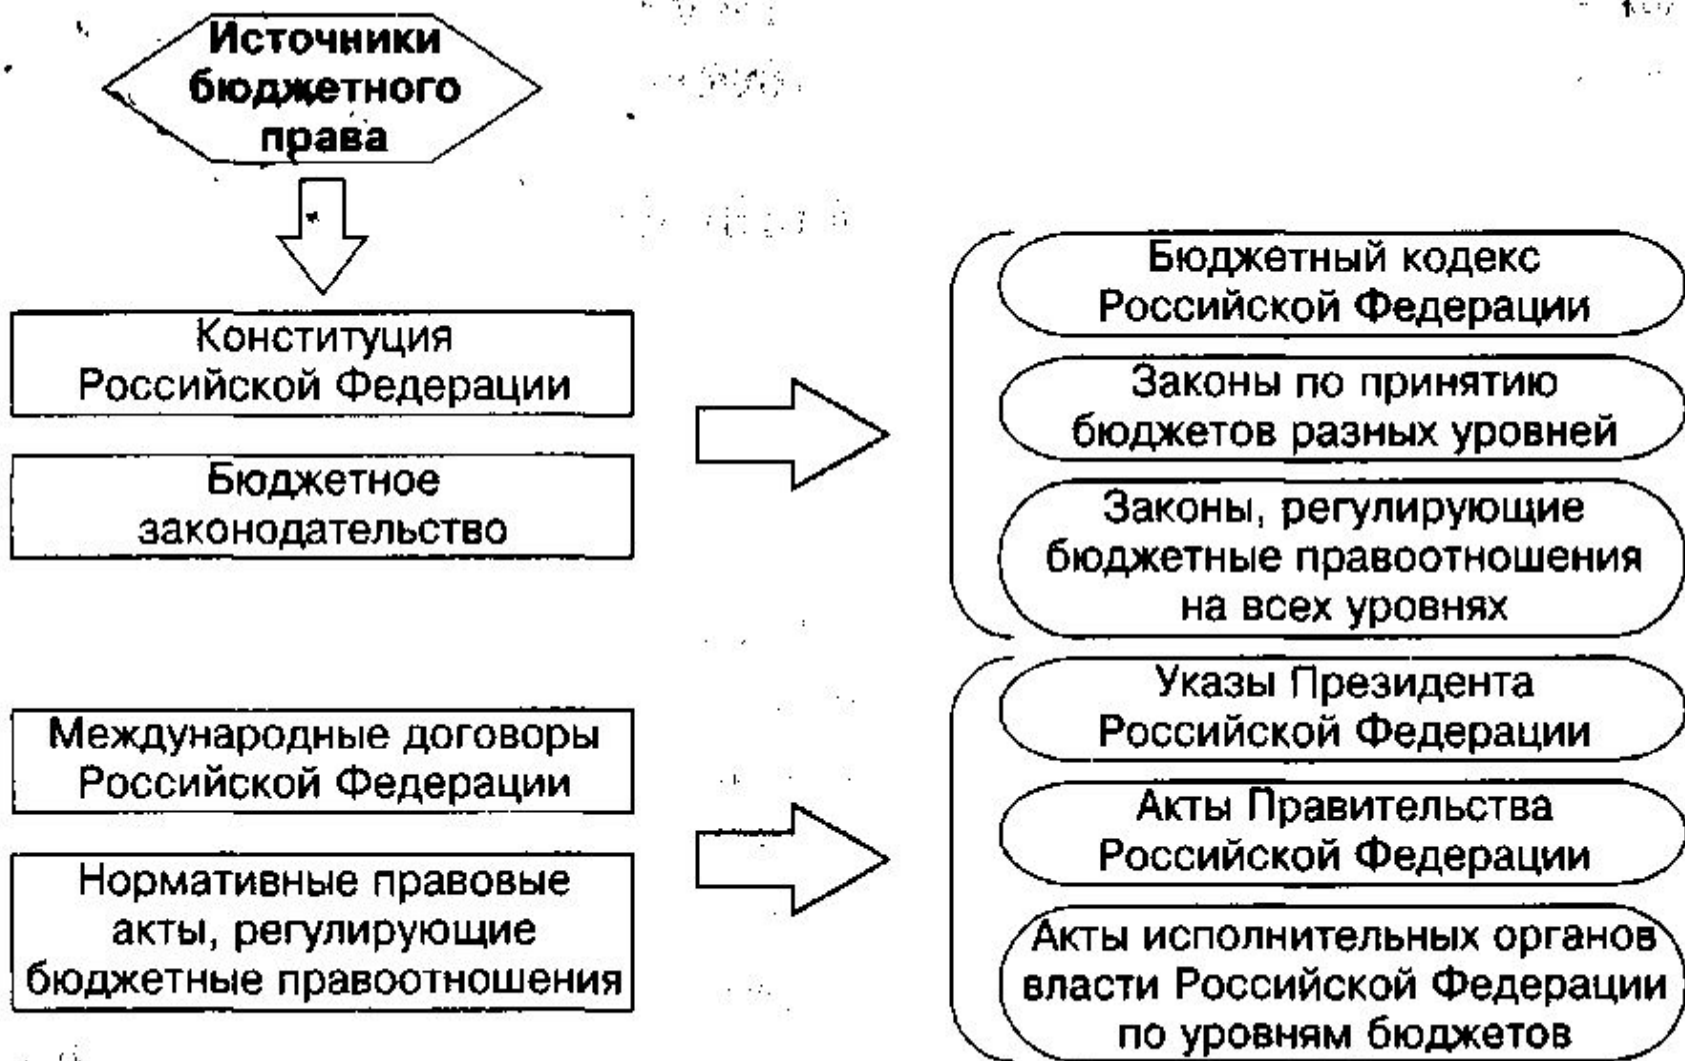 Источники
бюджетного
права
Конституция
Российской Федерации
Бюджетное
законодательство
Международные договоры
Российской Федерации
Нормативные правовые
акты, регулирующие
бюджетные правоотношения
Бюджетный кодекс
Российской Федерации
Законы по принятию
бюджетов разных уровней
Законы, регулирующие
бюджетные правоотношения
на всех уровнях
Указы Президента
Российской Федерации
Акты Правительства
Российской Федерации
Акты исполнительных органов
власти Российской Федерации
по уровням бюджетов